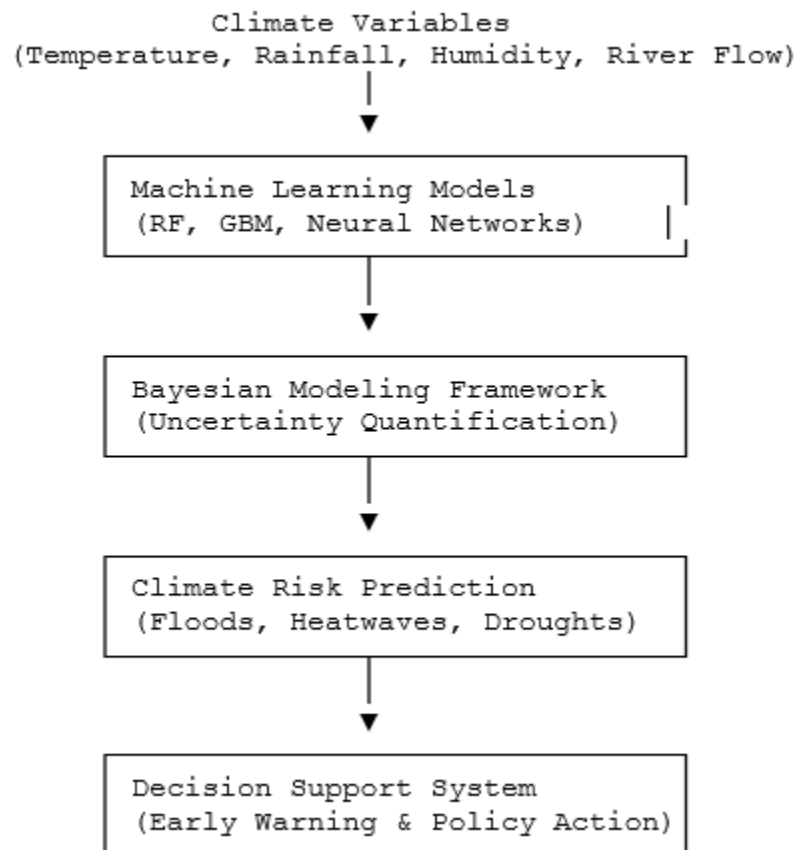 Climate Variables
(Temperature, Rainfall, Humidity, River Flow)
Machine Learning Models
(RF, GBM, Neural Networks)
Bayesian Modeling Framework
(Uncertainty Quantification)
Climate Risk Prediction
(Floods, Heatwaves, Droughts)
Decision Support System
(Early Warning & Policy Action)